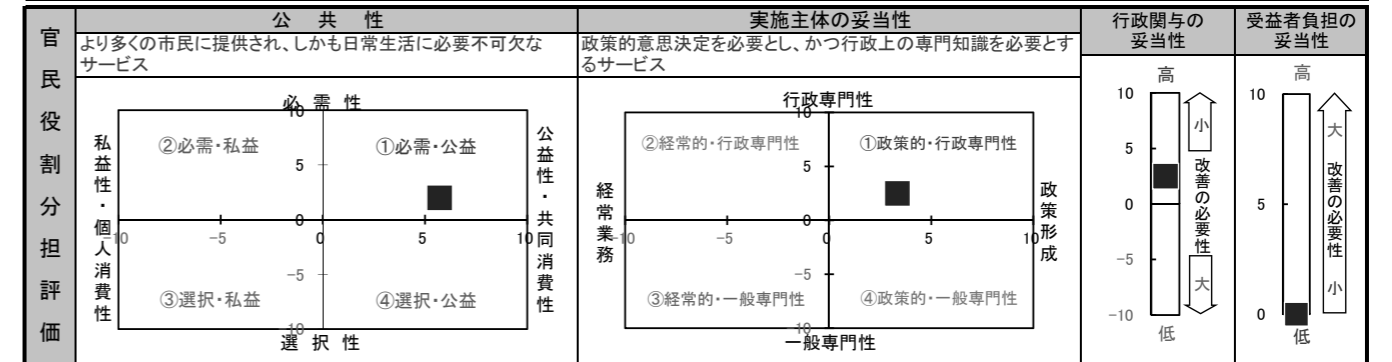 官民役割分担評価
公共性
より多くの市民に提供され、しかも日常生活に必要不可欠な
サービス
必需性
10
②必需・私益
①必需・公益
5
0
-10
-5
0
5
10
-5
③選択・私益
④選択・公益
-10
選択性
私益性・個人消費性
公益性・共同消費性
実施主体の妥当性
政策的意思決定を必要とし、かつ行政上の専門知識を必要とす
るサービス
行政専門性
10
②経常的・行政専門性
①政策的・行政専門性
5
0
-10
-5
0
5
10
-5
③経常的・一般専門性
④政策的・一般専門性
-10
一般専門性
経常業務
政策形成
行政関与の
妥当性
高
10
5
0
-5
-10
低
小
改善の必要性
大
受益者負担の
妥当性
高
10
5
0
低
大
改善の必要性
小